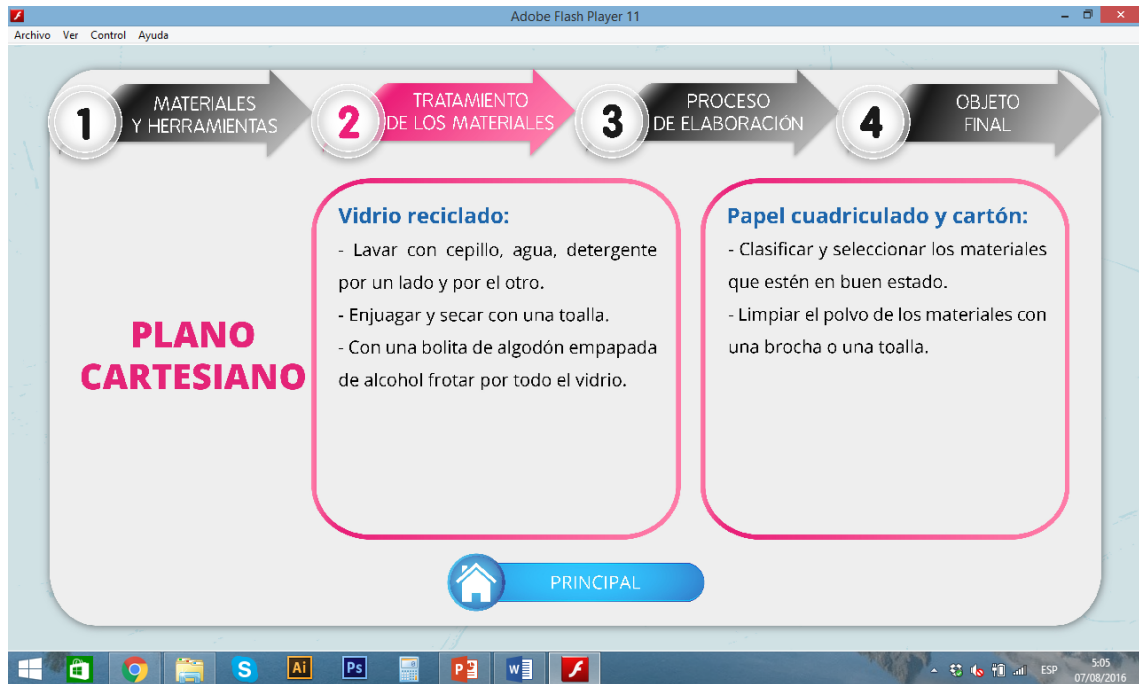 Adobe Flash Player 11
Archivo Ver Control Ayuda
1
MATERIALES
Y HERRAMIENTAS
2
TRATAMIENTO
DE LOS MATERIALES
3
PROCESO
DE ELABORACIÓN
4
OBJETO
FINAL
PLANO
CARTESIANO
Vidrio reciclado:
- Lavar con cepillo, agua, detergente
por un lado y por el otro.
- Enjuagar y secar con una toalla.
- Con una bolita de algodón empapada
de alcohol frotar por todo el vidrio.
Papel cuadriculado y cartón:
- Clasificar y seleccionar los materiales
que estén en buen estado.
- Limpiar el polvo de los materiales con
una brocha o una toalla.
PRINCIPAL
Ai
Ps
ESP
5:05
07/08/2016